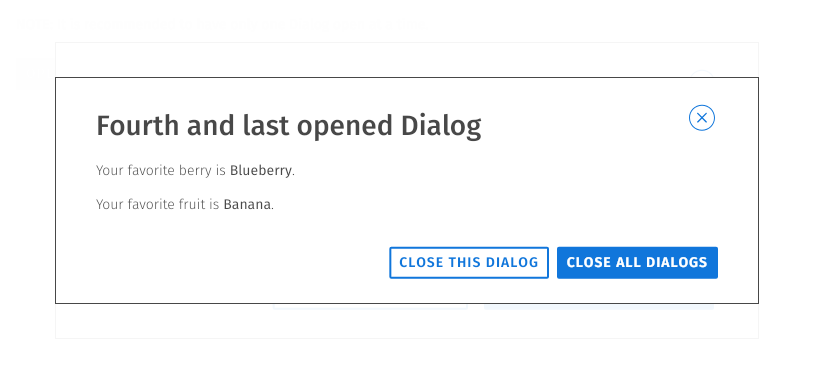 Fourth and last opened Dialog
Your favorite berry is Blueberry.
Your favorite fruit is Banana.
CLOSE THIS DIALOG
CLOSE ALL DIALOGS